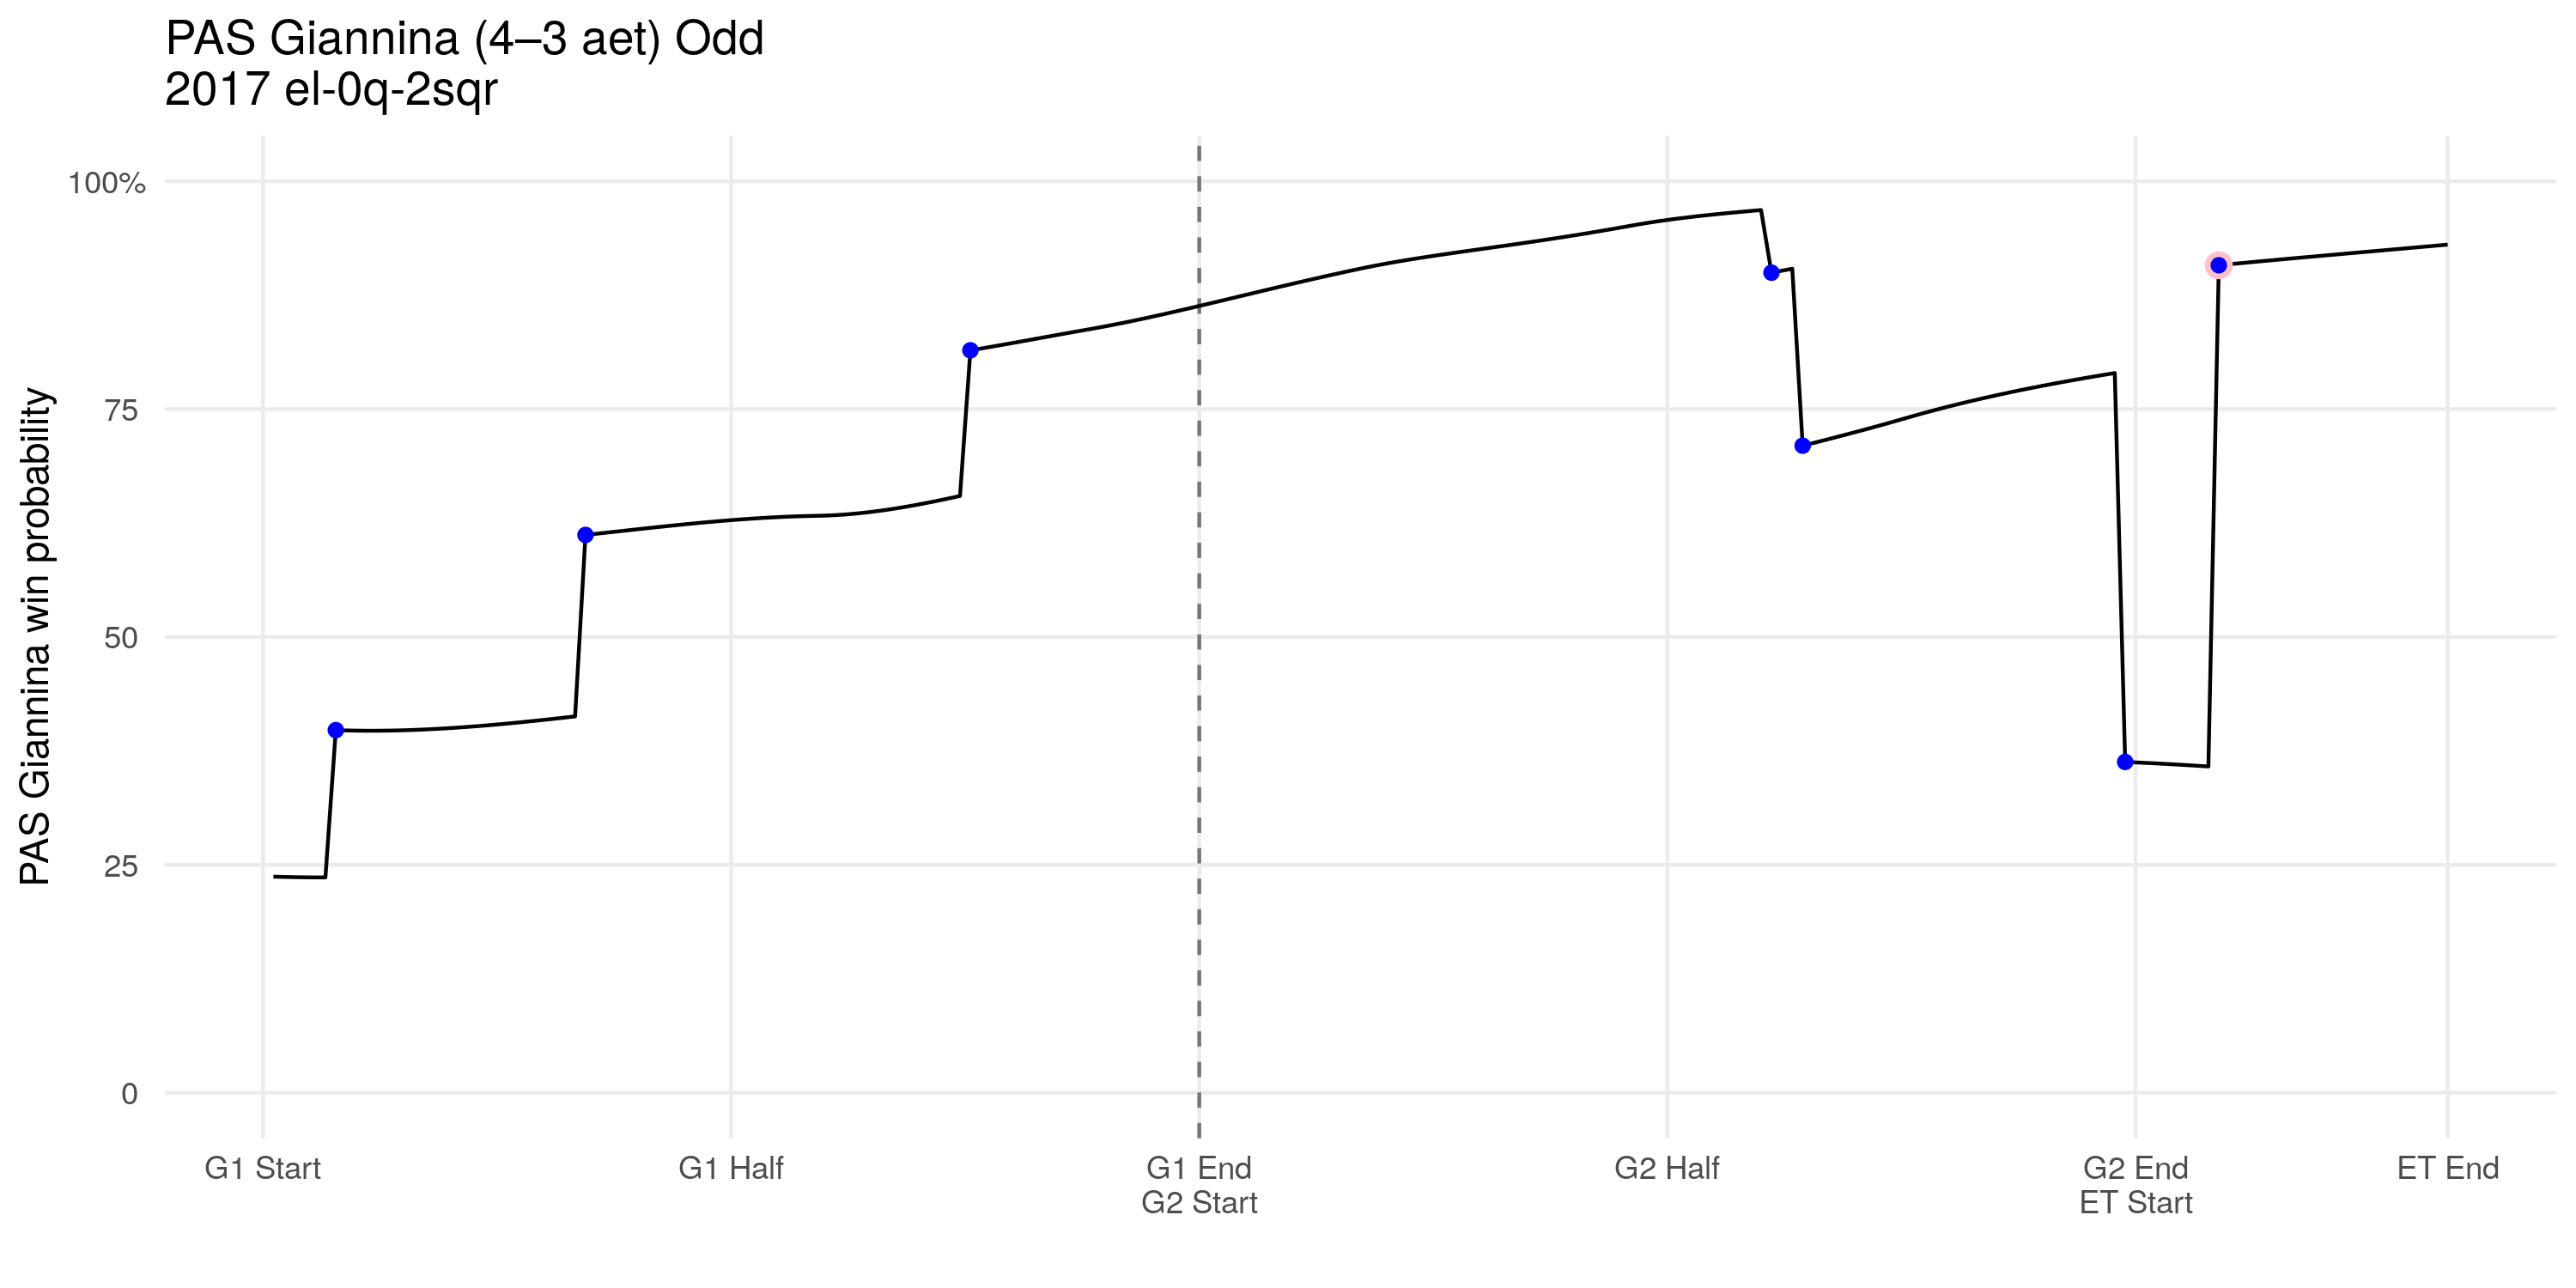 PAS Giannina (4–3 aet) Odd
2017 el-0q-2sqr
PAS Giannina win probability
100%
75
50
25
0
G1 Start
G1 Half
G1 End
G2 Start
G2 Half
G2 End
ET Start
ET End